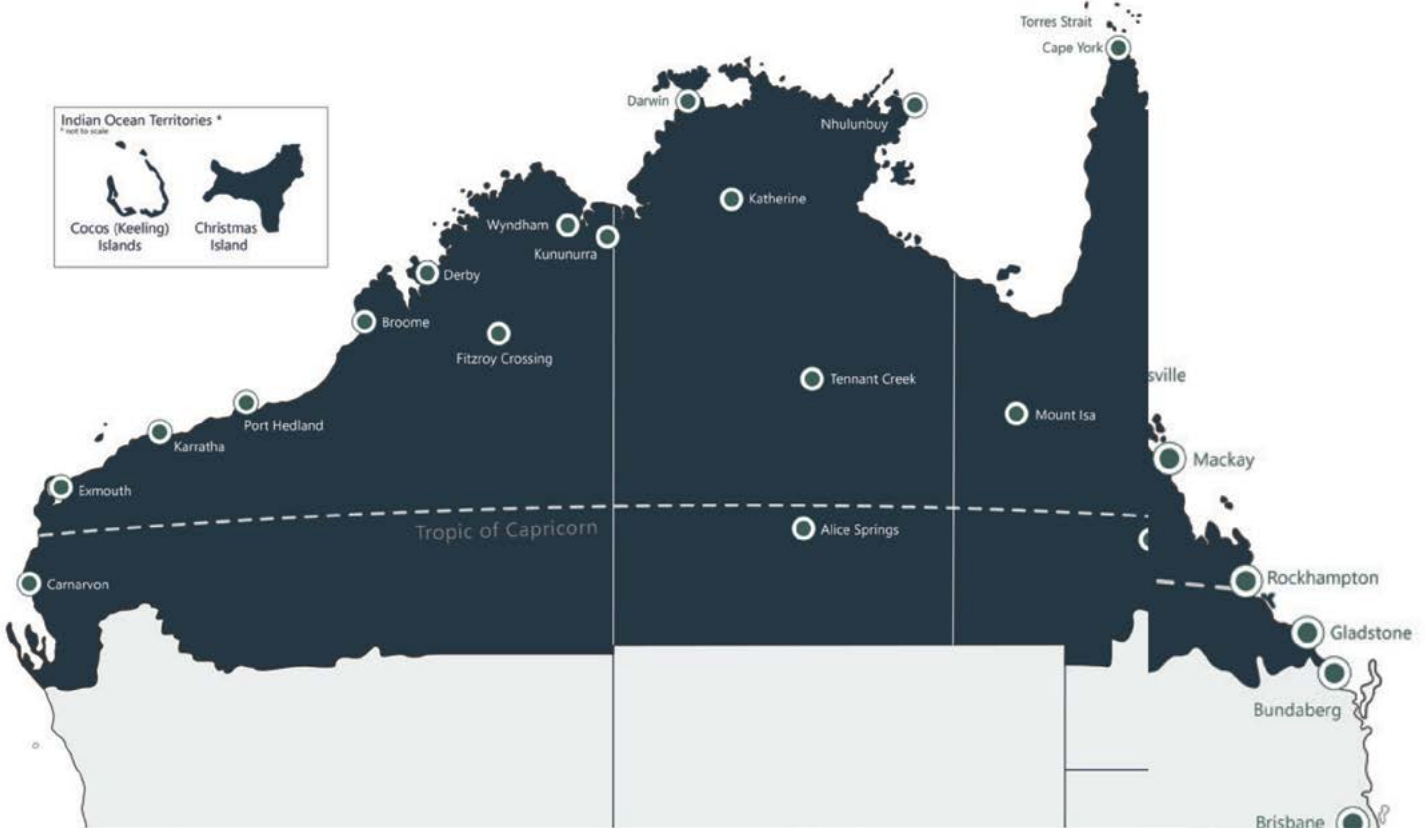 Torres Strait
Cape York
Darwin
Nhulunbuy
Indian Ocean Territories *
* not to scale
Cocos (Keeling)
Islands
Christmas
Island
Katherine
Wyndham
Kununurra
Derby
Broome
Fitzroy Crossing
Tennant Creek
sville
Mount Isa
Port Hedland
Karratha
Mackay
Exmouth
Tropic of Capricorn
Alice Springs
Carnarvon
Rockhampton
Gladstone
Bundaberg
Brisbane